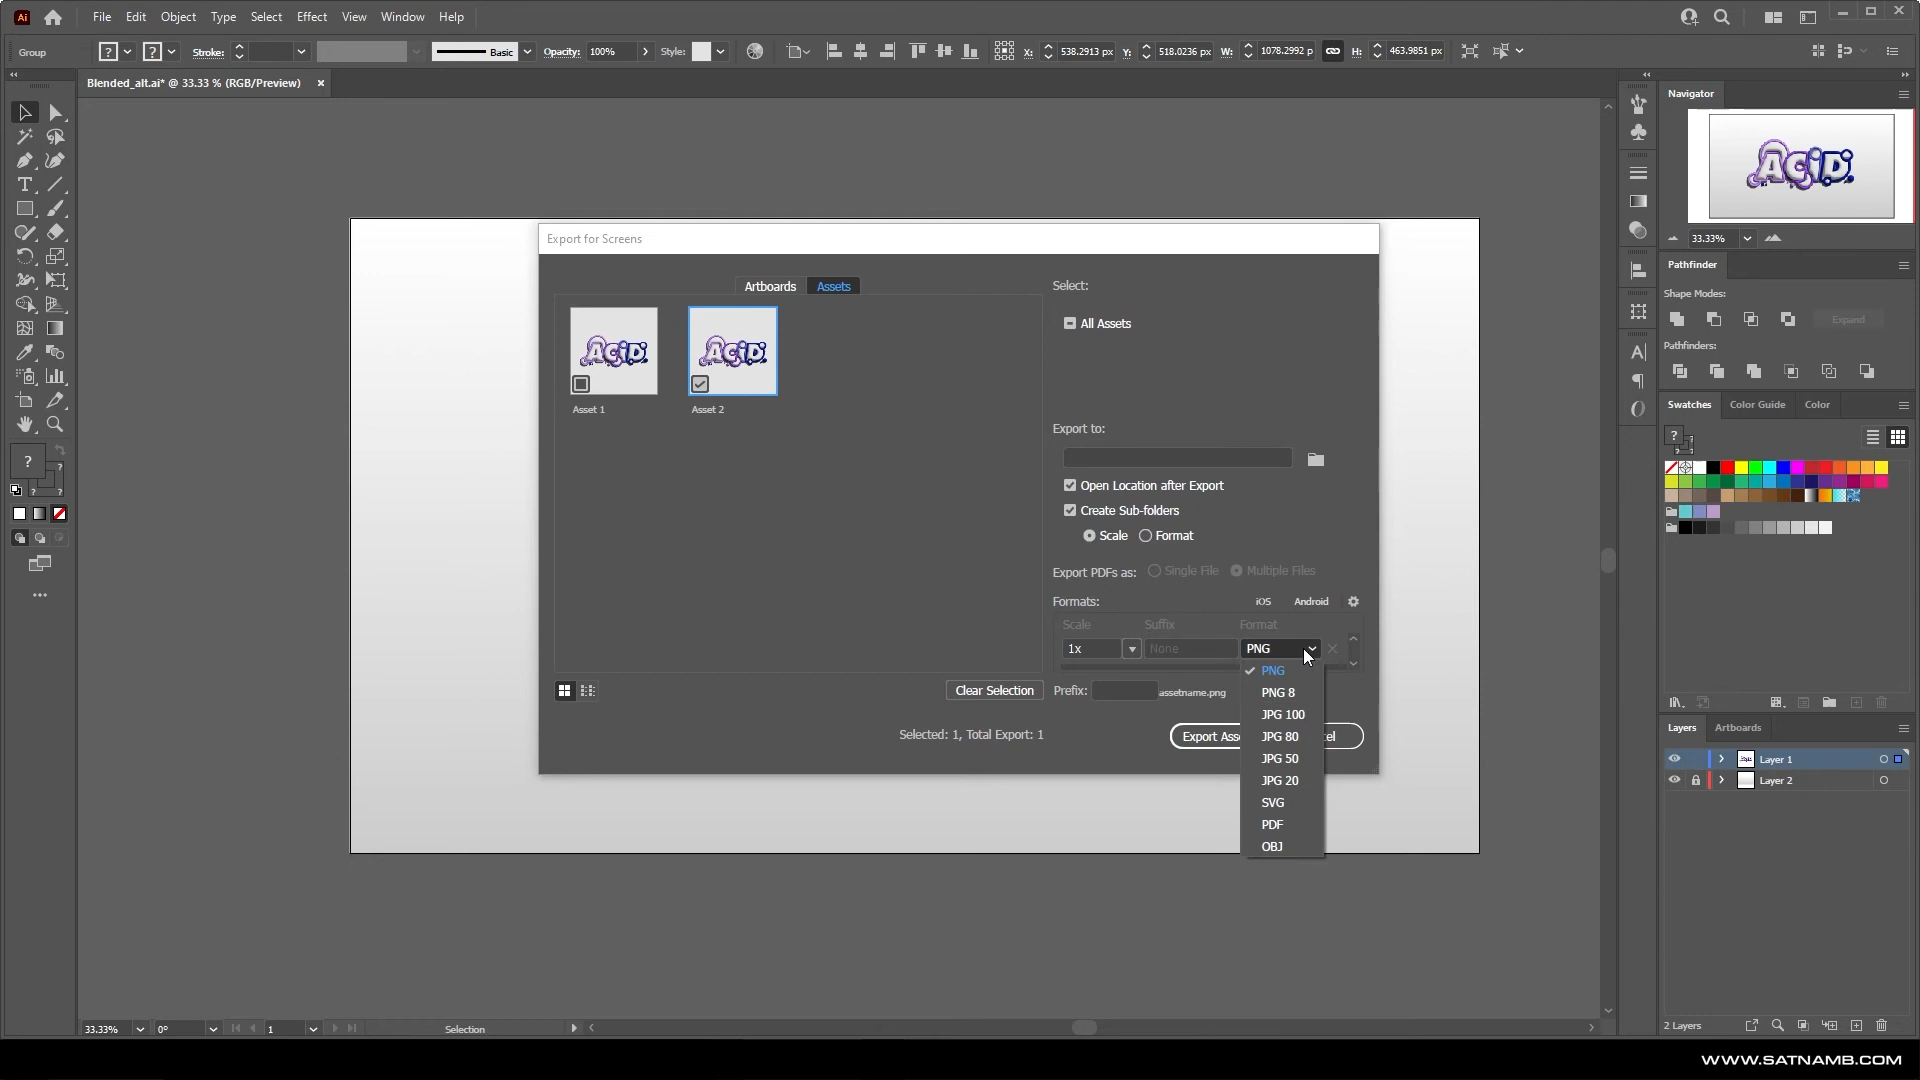 Ai File Edit Object Type Select Effect View Window Help
Group ? ? Stroke: Basic Opacity: 100% Style: X: 538.2913 px Y: 518.0236 px W: 1078.2992 p H: 463.9851 px
Blended_alt.ai* @ 33.33 % (RGB/Preview) ×
Navigator
ACiD
33.33%
Pathfinder
Shape Modes:
Expand
Pathfinders:
Swatches Color Guide Color
?
Layers Artboards
Layer 1
Layer 2
2 Layers
Export for Screens
Artboards Assets
ACiD ACiD
Asset 1 Asset 2
Select:
All Assets
Export to:
Open Location after Export
Create Sub-folders
Scale Format
Export PDFs as: Single File Multiple Files
Formats: iOS Android
Scale Suffix Format
1x None PNG
PNG
PNG 8
JPG 100
JPG 80
JPG 50
JPG 20
SVG
PDF
OBJ
Clear Selection Prefix: assetname.png
Selected: 1, Total Export: 1
Export Asse cel
33.33% 0° 1 Selection
WWW.SATNAMB.COM